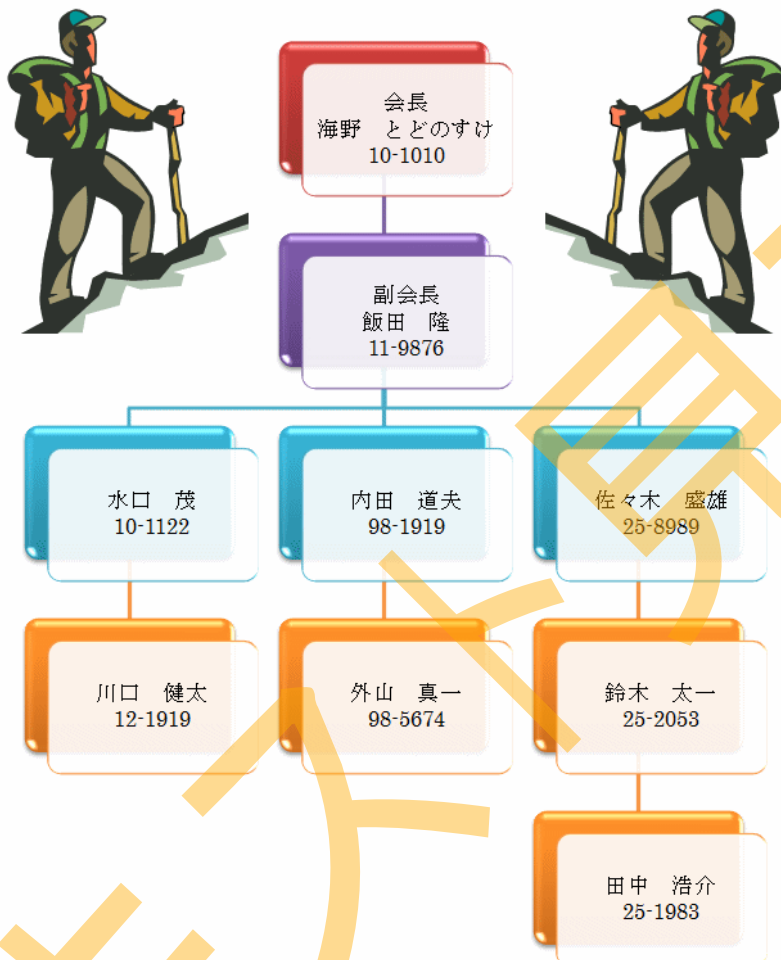 会長
海野　とどのすけ
10-1010
副会長
飯田　隆
11-9876
水口　茂
10-1122
内田　道夫
98-1919
佐々木　盛雄
25-8989
川口　健太
12-1919
外山　真一
98-5674
鈴木　太一
25-2053
田中　浩介
25-1983